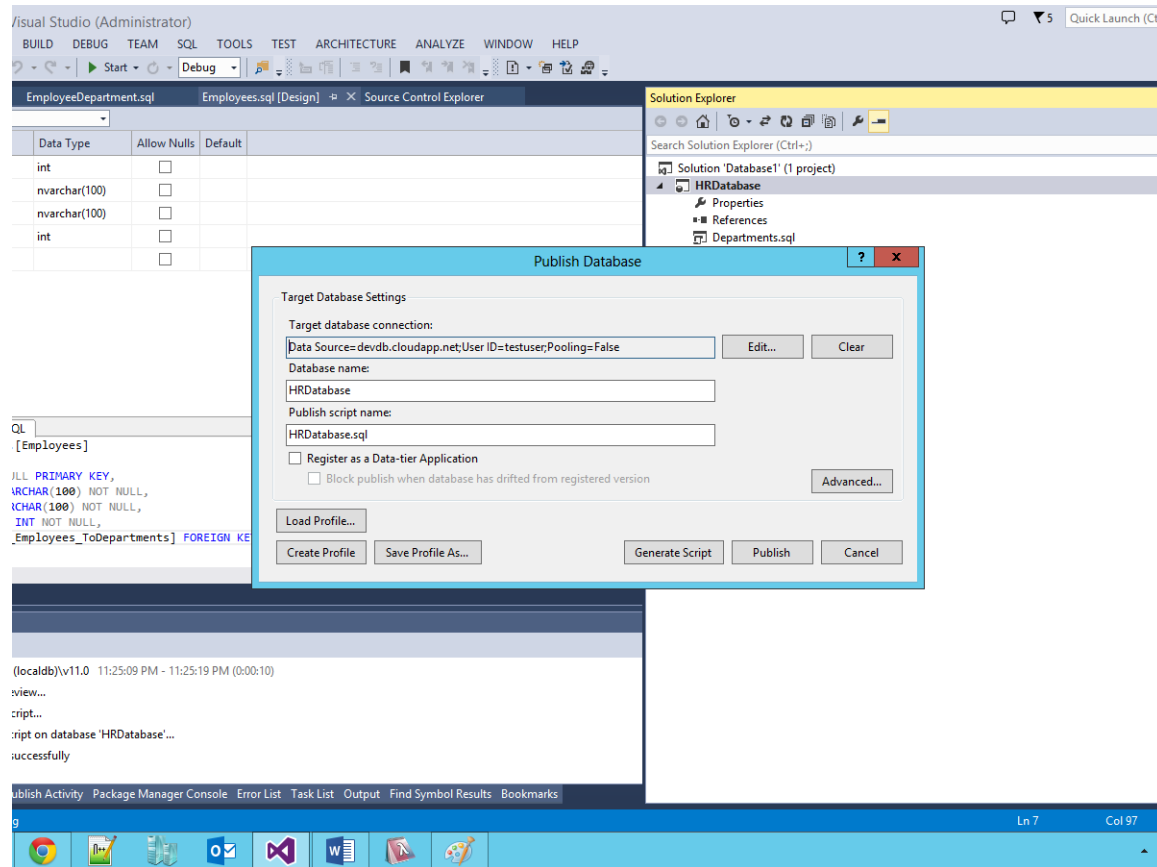 Visual Studio (Administrator)
5 Quick Launch (Ct
BUILD DEBUG TEAM SQL TOOLS TEST ARCHITECTURE ANALYZE WINDOW HELP
Start Debug
EmployeeDepartment.sql Employees.sql [Design] Source Control Explorer
Data Type Allow Nulls Default
int
nvarchar(100)
nvarchar(100)
int
Solution Explorer
Search Solution Explorer (Ctrl+;)
Solution 'Database1' (1 project)
HRDatabase
Properties
References
Departments.sql
Publish Database
? x
Target Database Settings
Target database connection:
Data Source=devdb.cloudapp.net;User ID=testuser;Pooling=False Edit... Clear
Database name:
HRDatabase
Publish script name:
HRDatabase.sql
Register as a Data-tier Application
Block publish when database has drifted from registered version
Advanced...
Load Profile...
Create Profile Save Profile As... Generate Script Publish Cancel
QL
[Employees]
ULL PRIMARY KEY,
ARCHAR(100) NOT NULL,
RCHAR(100) NOT NULL,
INT NOT NULL,
_Employees_ToDepartments] FOREIGN KE
(localdb)\v11.0 11:25:09 PM - 11:25:19 PM (0:00:10)
eview...
cript...
cript on database 'HRDatabase'...
successfully
ublish Activity Package Manager Console Error List Task List Output Find Symbol Results Bookmarks
g Ln 7 Col 97